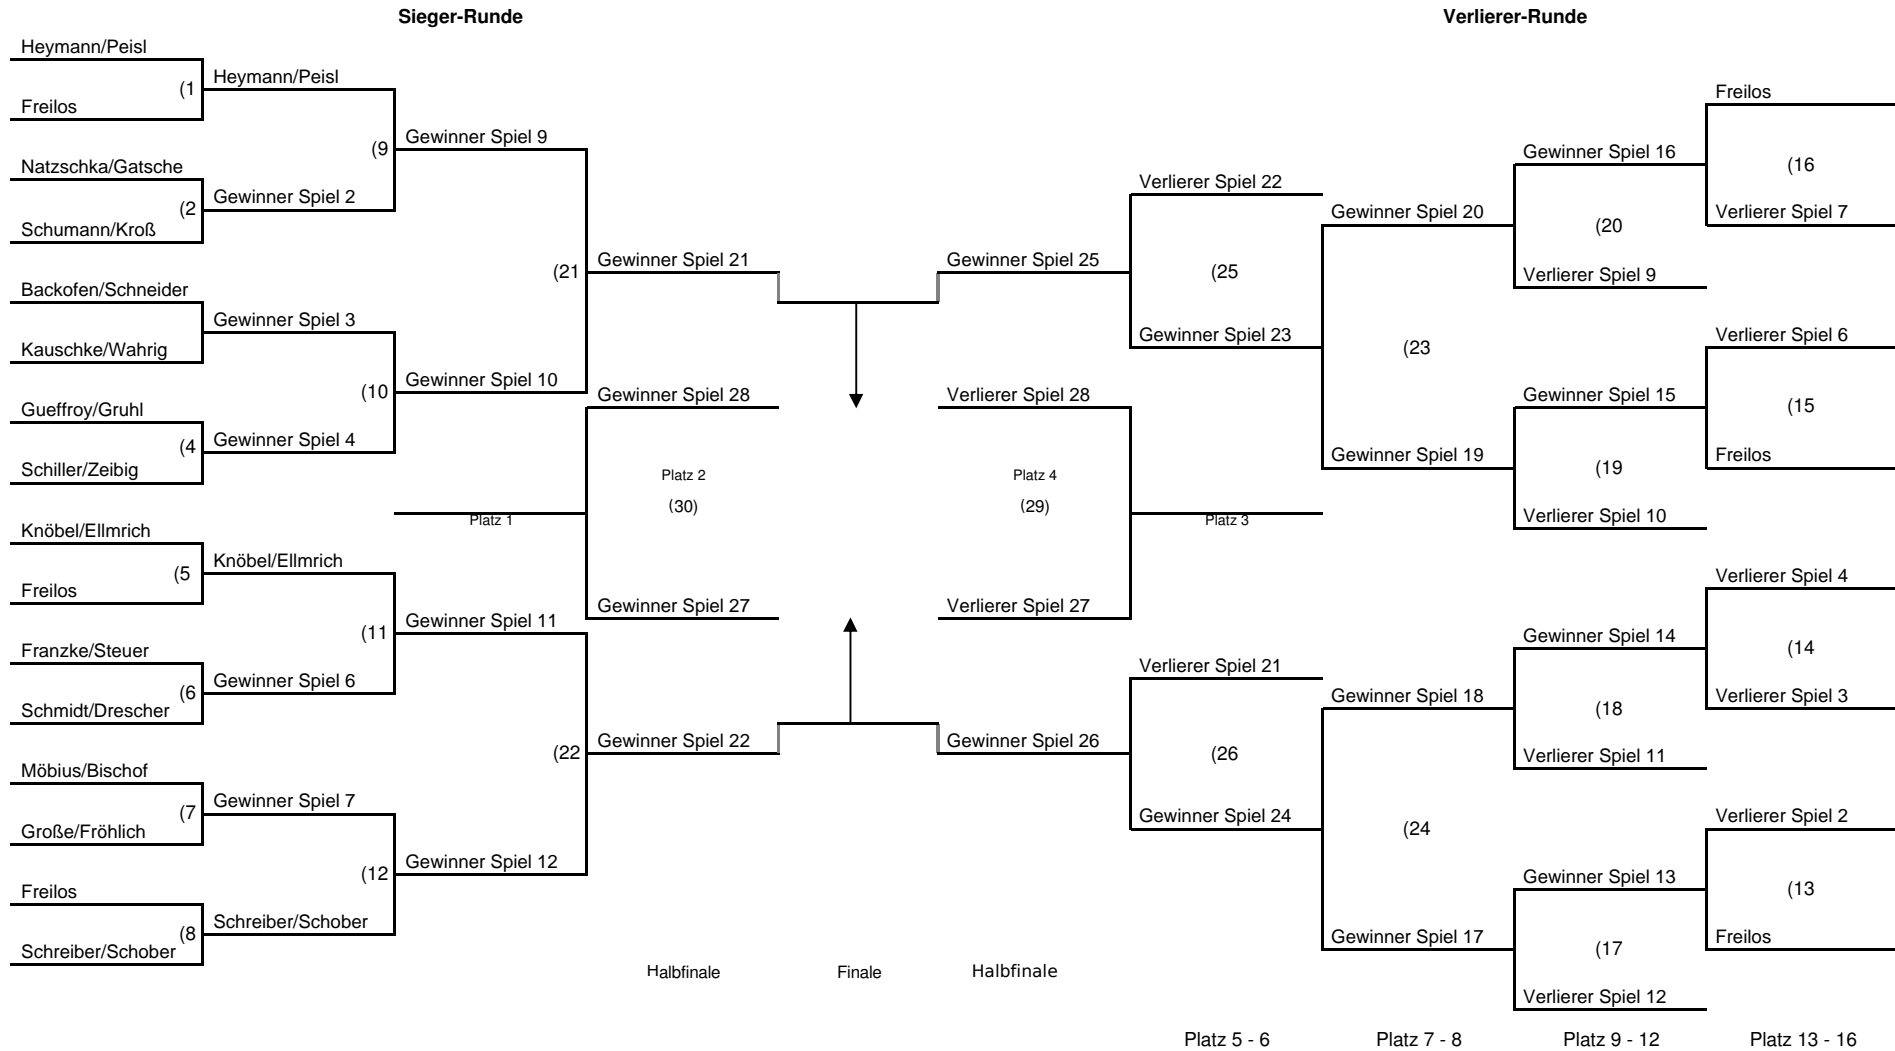 Sieger-Runde
Verlierer-Runde
Heymann/Peisl
(1
Freilos
Heymann/Peisl
Natzschka/Gatsche
(2
Schumann/Kroß
Gewinner Spiel 2
(9
Gewinner Spiel 9
Backofen/Schneider
Kauschke/Wahrig
Gewinner Spiel 3
Gueffroy/Gruhl
(4
Schiller/Zeibig
Gewinner Spiel 4
(10
Gewinner Spiel 10
(21
Gewinner Spiel 21
Knöbel/Ellmrich
(5
Freilos
Knöbel/Ellmrich
Franzke/Steuer
(6
Schmidt/Drescher
Gewinner Spiel 6
(11
Gewinner Spiel 11
Möbius/Bischof
(7
Große/Fröhlich
Gewinner Spiel 7
Freilos
(8
Schreiber/Schober
Schreiber/Schober
(12
Gewinner Spiel 12
(22
Gewinner Spiel 22
Gewinner Spiel 28
Platz 2
(30)
Platz 1
Gewinner Spiel 27
Halbfinale
Finale
Halbfinale
Gewinner Spiel 25
Verlierer Spiel 28
Platz 4
(29)
Platz 3
Verlierer Spiel 27
Gewinner Spiel 26
Verlierer Spiel 22
(25
Gewinner Spiel 23
Verlierer Spiel 21
(26
Gewinner Spiel 24
Gewinner Spiel 20
(23
Gewinner Spiel 19
Gewinner Spiel 18
(24
Gewinner Spiel 17
Gewinner Spiel 16
(20
Verlierer Spiel 9
Gewinner Spiel 15
(19
Verlierer Spiel 10
Gewinner Spiel 14
(18
Verlierer Spiel 11
Gewinner Spiel 13
(17
Verlierer Spiel 12
Freilos
(16
Verlierer Spiel 7
Verlierer Spiel 6
(15
Freilos
Verlierer Spiel 4
(14
Verlierer Spiel 3
Verlierer Spiel 2
(13
Freilos
Platz 5 - 6
Platz 7 - 8
Platz 9 - 12
Platz 13 - 16